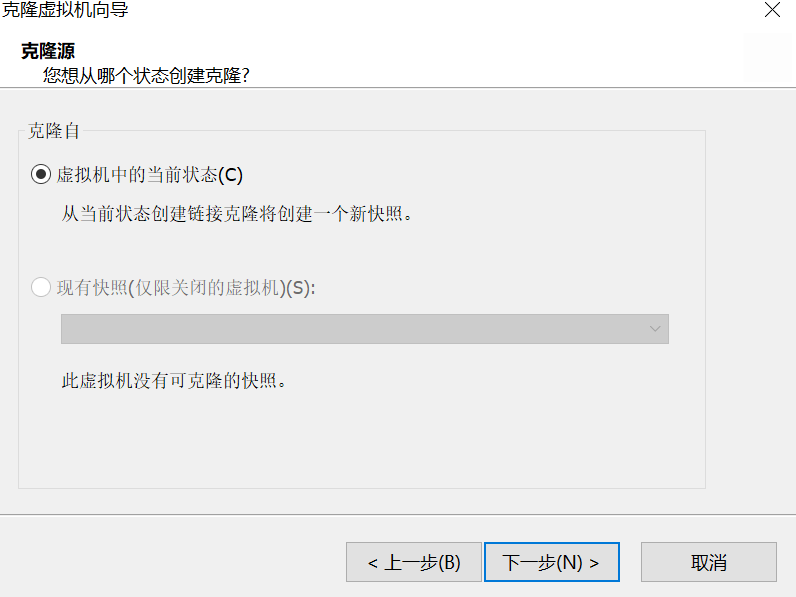 克隆虚拟机向导
克隆源
您想从哪个状态创建克隆?
克隆自
虚拟机中的当前状态(C)
从当前状态创建链接克隆将创建一个新快照。
现有快照(仅限关闭的虚拟机)(S):
此虚拟机没有可克隆的快照。
< 上一步(B) 下一步(N) > 取消